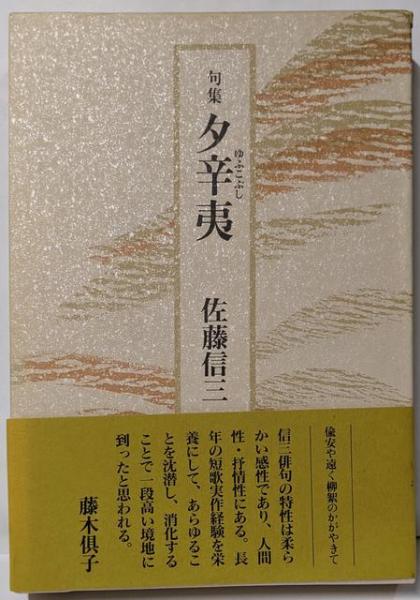 句集
夕辛夷
ゆふこぶし
佐藤信三
偸安や遠く柳絮のかがやきて
信三俳句の特性は柔ら
かい感性であり、人間
性・抒情性にある。長
年の短歌実作経験を栄
養にして、あらゆるこ
とを沈潜し、消化する
ことで一段高い境地に
到ったと思われる。
藤木倶子